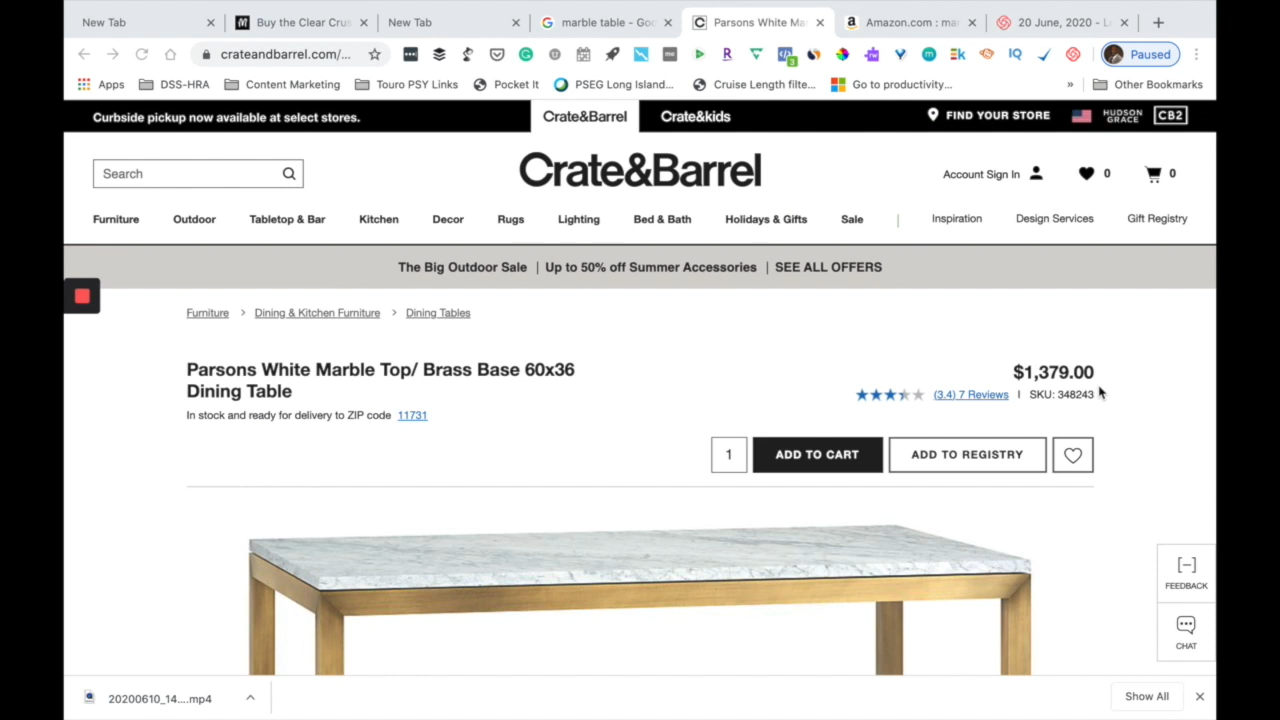 New Tab
Buy the Clear Cru
New Tab
marble table - Goo
Parsons White Ma
Amazon.com : mar
20 June, 2020 - L
crateandbarrel.com/...
Paused
Apps
DSS-HRA
Content Marketing
Touro PSY Links
Pocket It
PSEG Long Island...
Cruise Length filte...
Go to productivity...
»
Other Bookmarks
Curbside pickup now available at select stores.
Crate&Barrel
Crate&kids
FIND YOUR STORE
HUDSON
GRACE
CB2
Search
Crate&Barrel
Account Sign In
0
0
Furniture
Outdoor
Tabletop & Bar
Kitchen
Decor
Rugs
Lighting
Bed & Bath
Holidays & Gifts
Sale
|
Inspiration
Design Services
Gift Registry
The Big Outdoor Sale | Up to 50% off Summer Accessories | SEE ALL OFFERS
Furniture > Dining & Kitchen Furniture > Dining Tables
Parsons White Marble Top/ Brass Base 60x36
Dining Table
$1,379.00
(3.4) 7 Reviews | SKU: 348243
In stock and ready for delivery to ZIP code 11731
1
ADD TO CART
ADD TO REGISTRY
FEEDBACK
CHAT
20200610_14....mp4
Show All